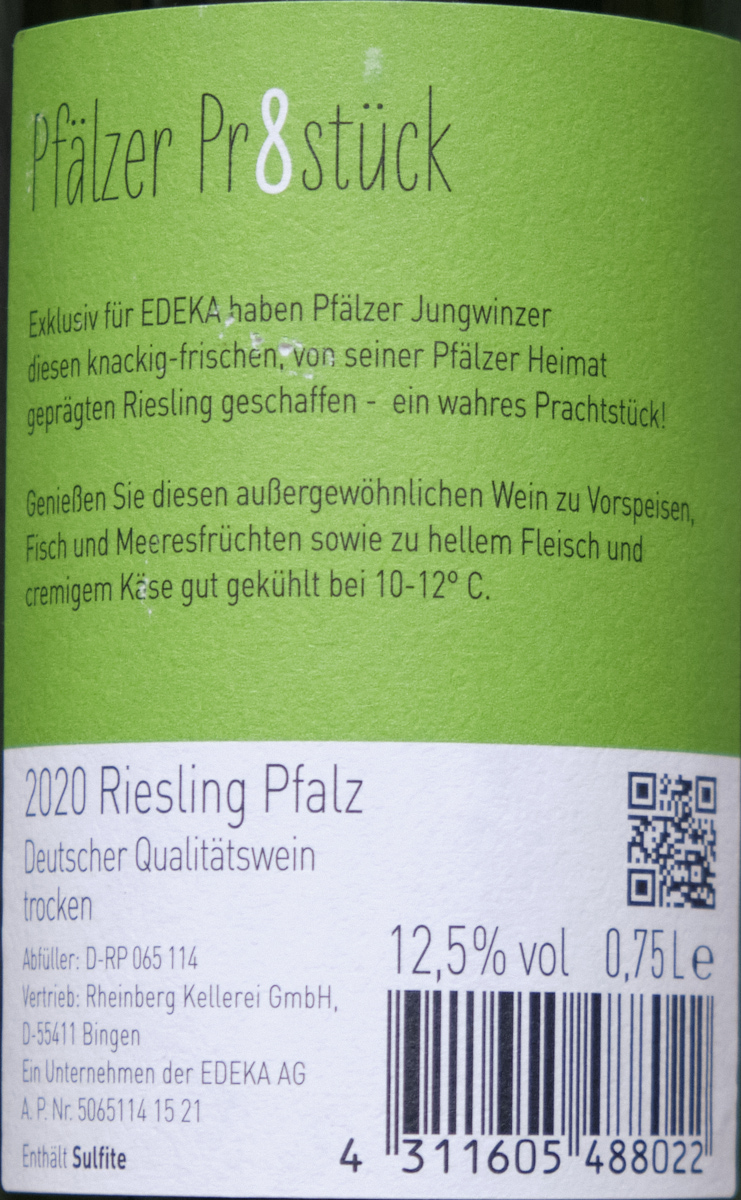 Pfälzer Pr8stück
Exklusiv für EDEKA haben Pfälzer Jungwinzer
diesen knackig-frischen, von seiner Pfälzer Heimat
geprägten Riesling geschaffen - ein wahres Prachtstück!
Genießen Sie diesen außergewöhnlichen Wein zu Vorspeisen,
Fisch und Meeresfrüchten sowie zu hellem Fleisch und
cremigem Käse gut gekühlt bei 10-12° C.
2020 Riesling Pfalz
Deutscher Qualitätswein
trocken
Abfüller: D-RP 065 114
Vertrieb: Rheinberg Kellerei GmbH,
D-55411 Bingen
Ein Unternehmen der EDEKA AG
A. P. Nr. 5065114 15 21
Enthält Sulfite
12,5% vol 0,75 L e
4 311605 488022